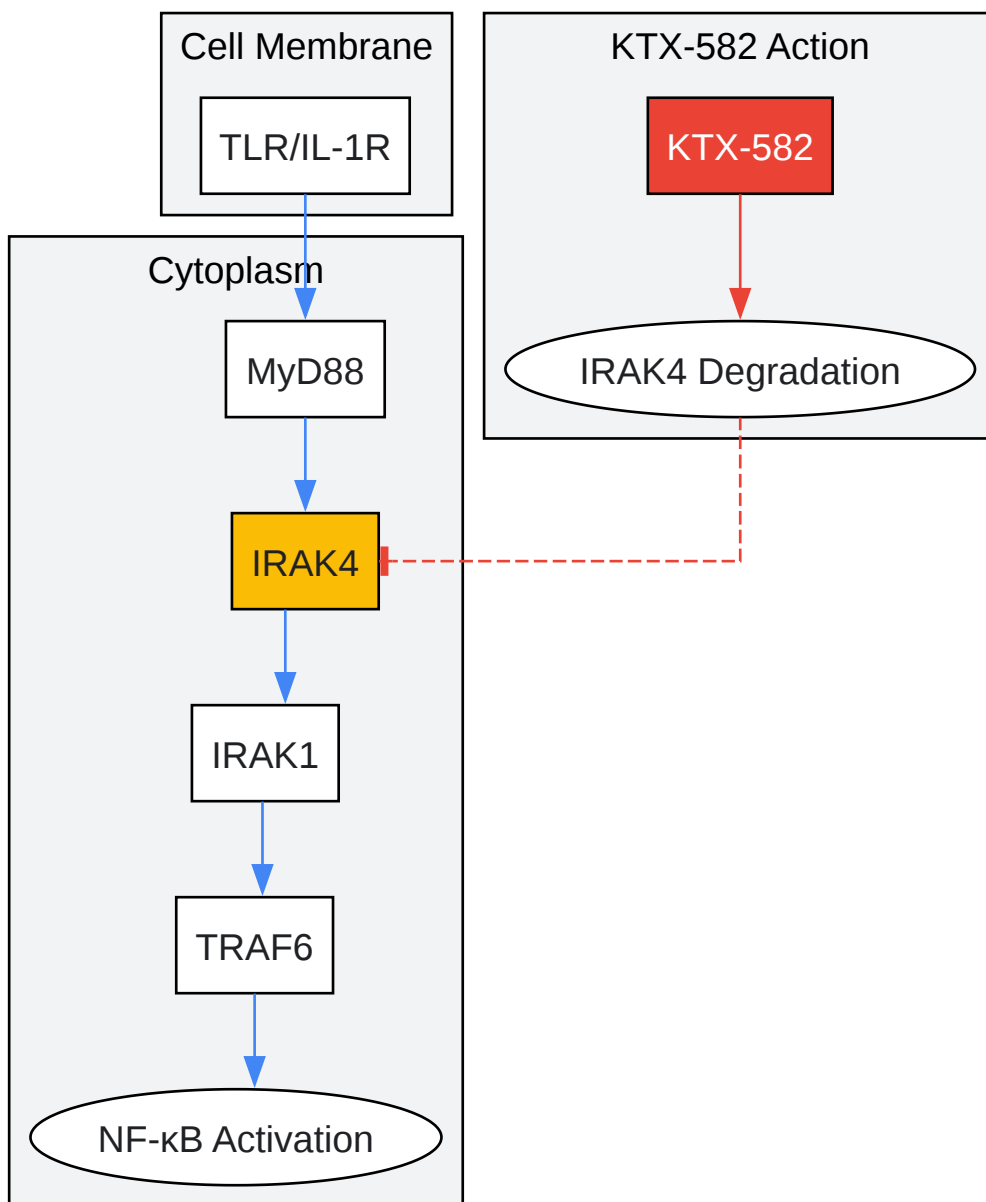 Cell Membrane
TLR/IL-1R
KTX-582 Action
KTX-582
IRAK4 Degradation
Cytoplasm
MyD88
IRAK4
IRAK1
TRAF6
NF-κB Activation